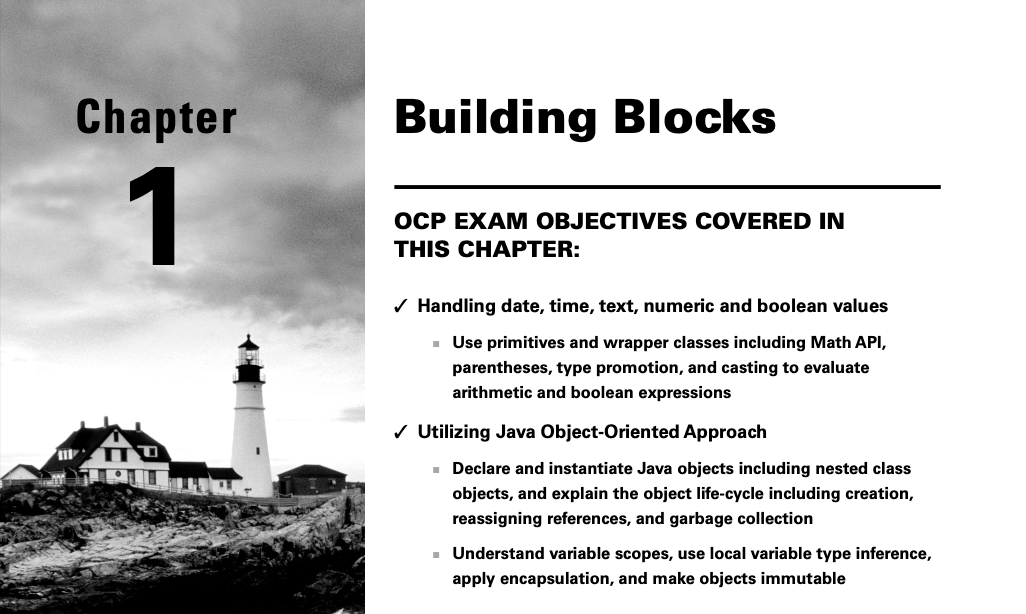 Chapter
1
Building Blocks
OCP EXAM OBJECTIVES COVERED IN
THIS CHAPTER:
✓ Handling date, time, text, numeric and boolean values
▪ Use primitives and wrapper classes including Math API,
parentheses, type promotion, and casting to evaluate
arithmetic and boolean expressions
✓ Utilizing Java Object-Oriented Approach
▪ Declare and instantiate Java objects including nested class
objects, and explain the object life-cycle including creation,
reassigning references, and garbage collection
▪ Understand variable scopes, use local variable type inference,
apply encapsulation, and make objects immutable